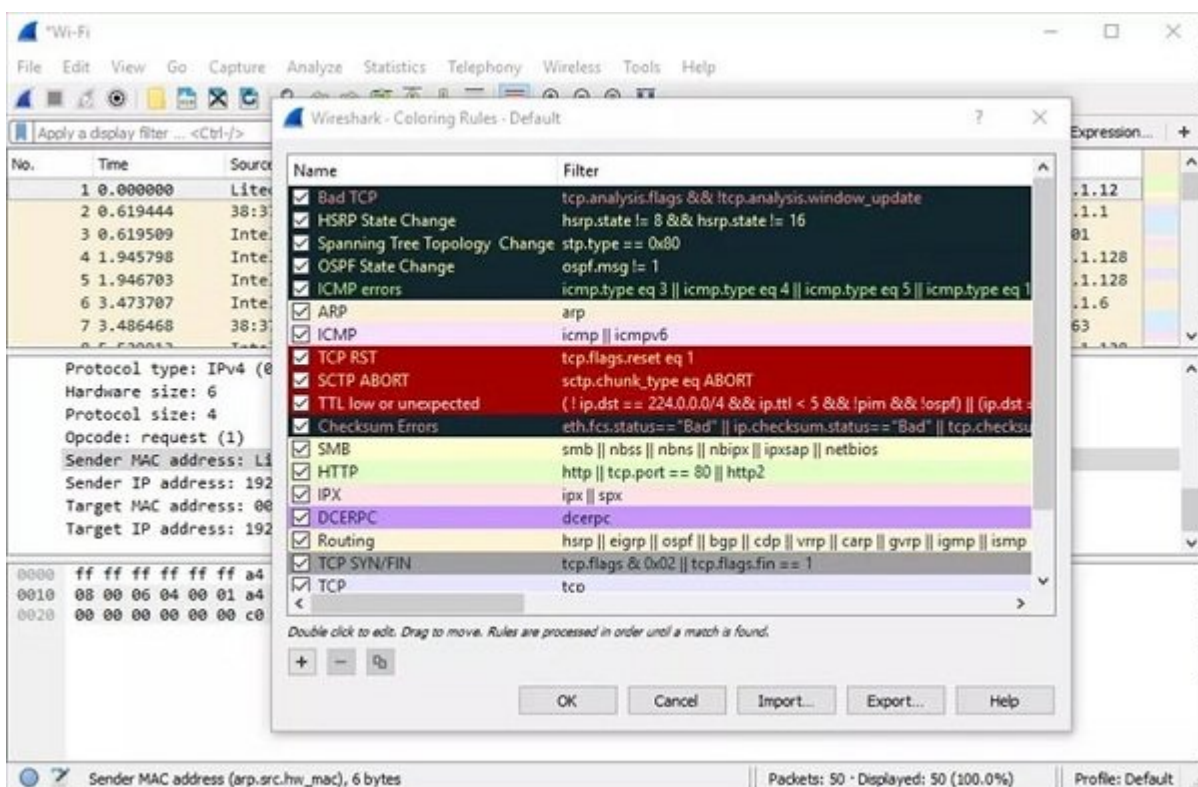 *Wi-Fi
File Edit View Go Capture Analyze Statistics Telephony Wireless Tools Help
Wireshark - Coloring Rules - Default
Apply a display filter ... <Ctrl-/>
Expression... +
No. Time Source
1 0.000000 Liteo .1.12
2 0.619444 38:3 .1.1
3 0.619509 Inte 01
4 1.945798 Inte .1.128
5 1.946703 Inte .1.128
6 3.473707 Inte .1.6
7 3.486468 38:3 63
Name Filter
Bad TCP tcp.analysis.flags && !tcp.analysis.window_update
HSRP State Change hsrp.state != 8 && hsrp.state != 16
Spanning Tree Topology Change stp.type == 0x80
OSPF State Change ospf.msg != 1
ICMP errors icmp.type eq 3 || icmp.type eq 4 || icmp.type eq 5 || icmp.type eq 1
ARP arp
ICMP icmp || icmpv6
TCP RST tcp.flags.reset eq 1
SCTP ABORT sctp.chunk_type eq ABORT
TTL low or unexpected ( ! ip.dst == 224.0.0.0/4 && ip.ttl < 5 && !pim && !ospf) || (ip.dst =
Checksum Errors eth.fcs.status=="Bad" || ip.checksum.status=="Bad" || tcp.checksu
SMB smb || nbss || nbns || nbipx || ipxsap || netbios
HTTP http || tcp.port == 80 || http2
IPX ipx || spx
DCERPC dcerpc
Routing hsrp || eigrp || ospf || bgp || cdp || vrrp || carp || gvrp || igmp || ismp
TCP SYN/FIN tcp.flags & 0x02 || tcp.flags.fin == 1
TCP tcp
Double click to edit. Drag to move. Rules are processed in order until a match is found.
OK Cancel Import... Export... Help
Protocol type: IPv4 (0
Hardware size: 6
Protocol size: 4
Opcode: request (1)
Sender MAC address: Li
Sender IP address: 192
Target MAC address: 00
Target IP address: 192
0000 ff ff ff ff ff ff a4
0010 08 00 06 04 00 01 a4
0020 00 00 00 00 00 00 c0
Sender MAC address (arp.src.hw_mac), 6 bytes
Packets: 50 · Displayed: 50 (100.0%)
Profile: Default